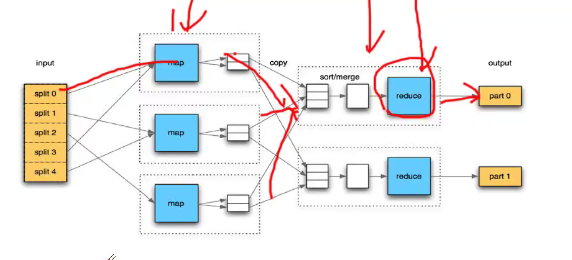 input
copy
output
sort/merge
split 0
split 1
split 2
split 3
split 4
map
map
map
reduce
reduce
part 0
part 1